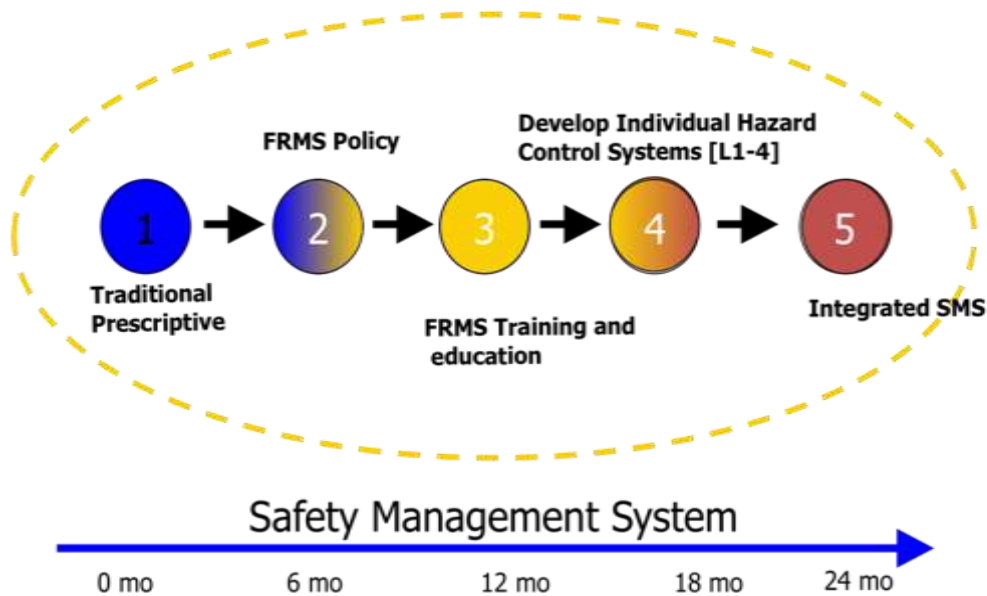 FRMS Policy
Develop Individual Hazard
Control Systems [L1-4]
1
2
3
4
5
Traditional
Prescriptive
FRMS Training and
education
Integrated SMS
Safety Management System
0 mo
6 mo
12 mo
18 mo
24 mo